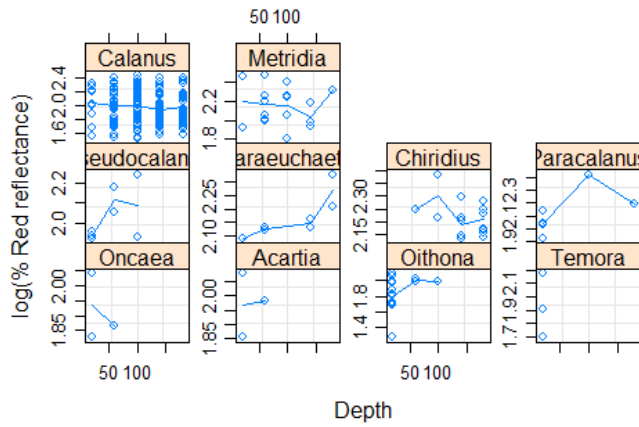 50 100
log(% Red reflectance)
Calanus
1.6 2.0 2.4
Metridia
1.8 2.2
seudocalan
2.0 2.2
araeuchaet
2.10 2.25
Chiridius
2.15 2.30
Paracalanus
1.9 2.1 2.3
Oncaea
1.85 2.00
Acartia
1.85 2.00
Oithona
1.4 1.8
Temora
1.7 1.9 2.1
50 100
50 100
Depth